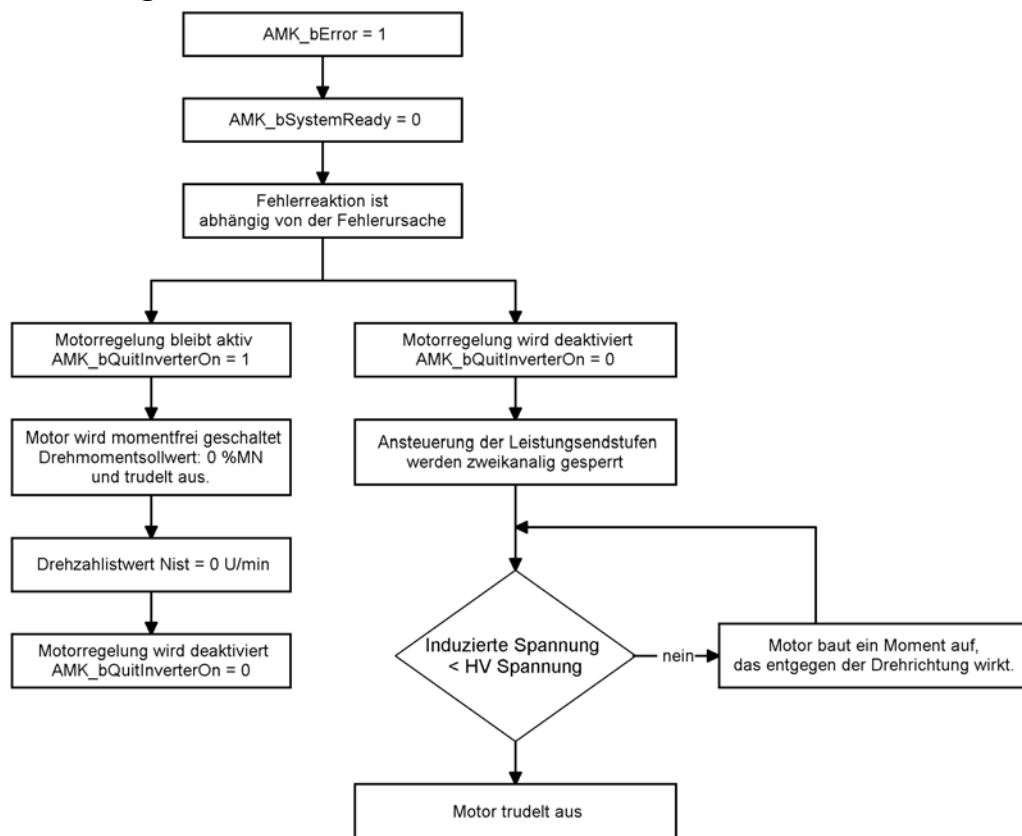 AMK_bError = 1
AMK_bSystemReady = 0
Fehlerreaktion ist
abhängig von der Fehlerursache
Motorregelung bleibt aktiv
AMK_bQuitInverterOn = 1
Motor wird momentfrei geschaltet
Drehmomentsollwert: 0 %MN
und trudelt aus.
Drehzahlistwert Nist = 0 U/min
Motorregelung wird deaktiviert
AMK_bQuitInverterOn = 0
Motorregelung wird deaktiviert
AMK_bQuitInverterOn = 0
Ansteuerung der Leistungsendstufen
werden zweikanalig gesperrt
Induzierte Spannung
< HV Spannung
nein
Motor baut ein Moment auf,
das entgegen der Drehrichtung wirkt.
Motor trudelt aus